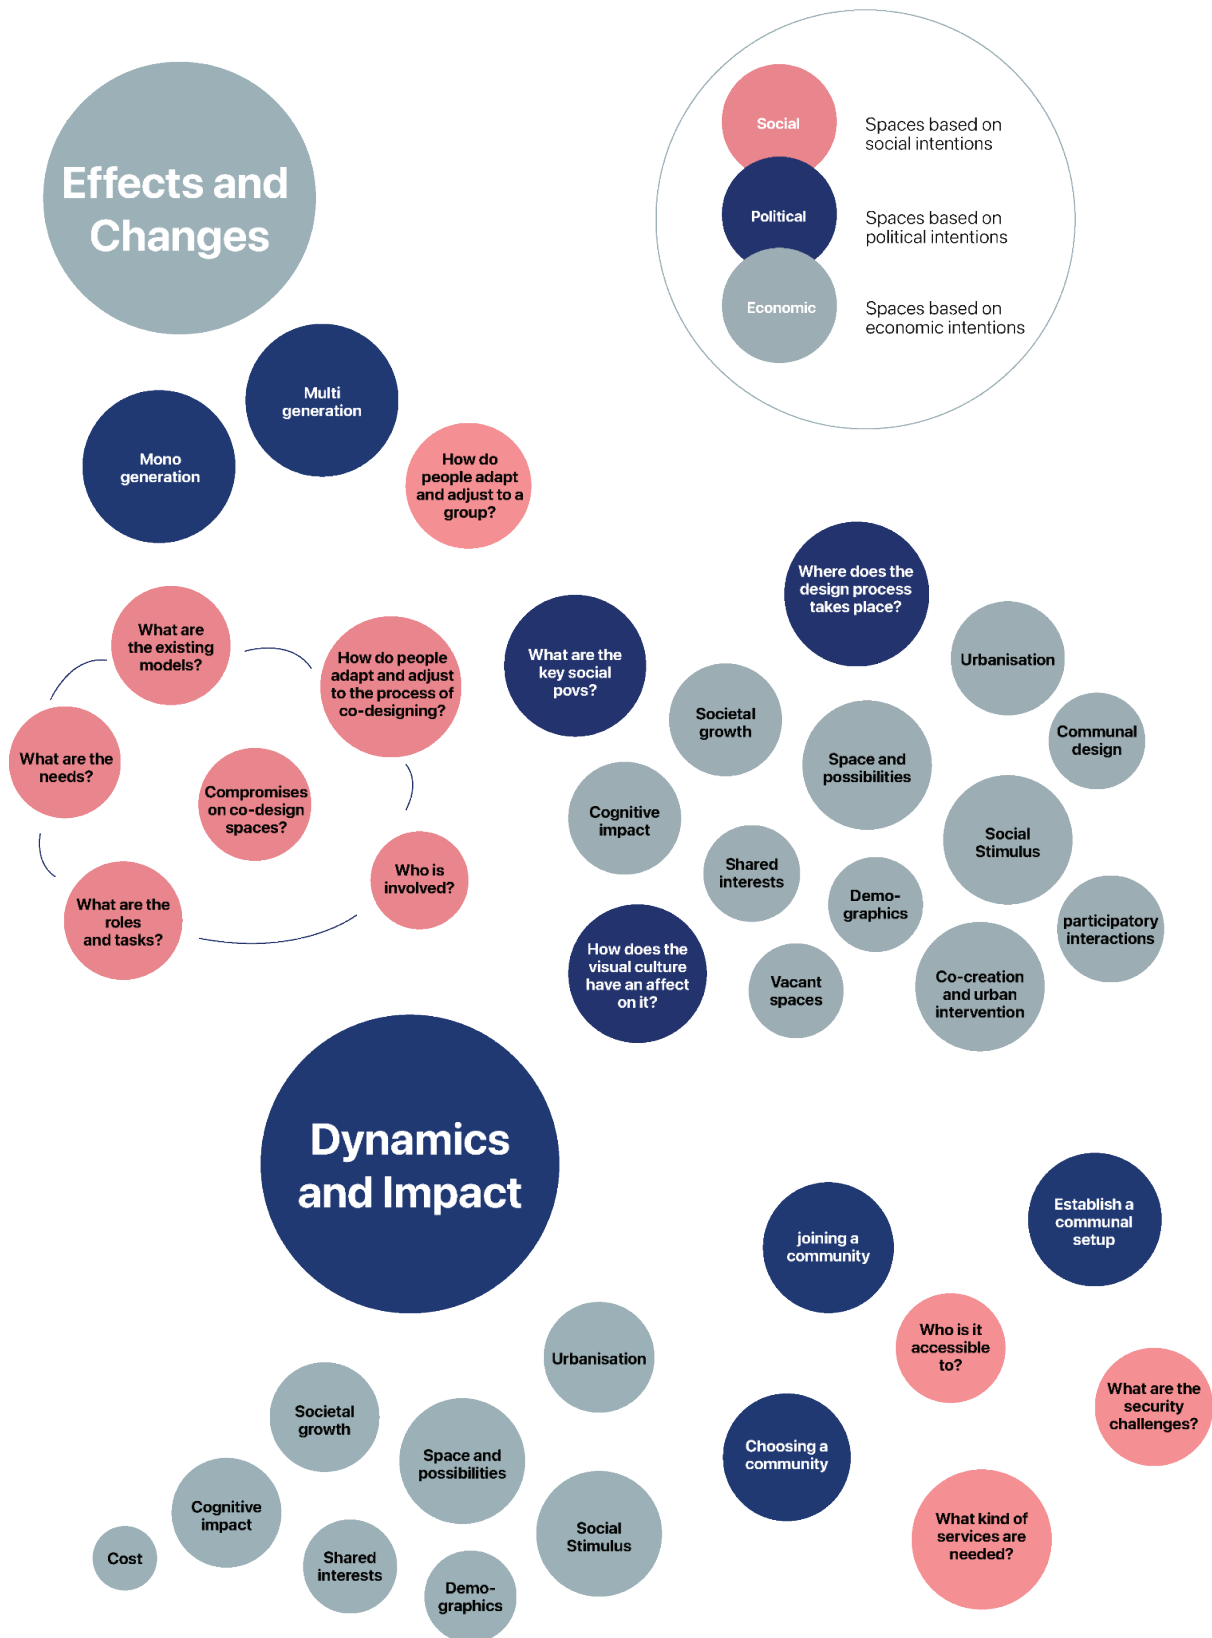 Effects and
Changes
Social
Spaces based on
social intentions
Political
Spaces based on
political intentions
Economic
Spaces based on
economic intentions
Multi
generation
Mono
generation
How do
people adapt
and adjust to a
group?
What are
the existing
models?
How do people
adapt and adjust
to the process of
co-designing?
What are the
needs?
Compromises
on co-design
spaces?
Who is
involved?
What are the
roles
and tasks?
Where does the
design process
takes place?
What are the
key social
povs?
Urbanisation
Societal
growth
Communal
design
Space and
possibilities
Cognitive
impact
Social
Stimulus
Shared
interests
Demo-
graphics
participatory
interactions
How does the
visual culture
have an affect
on it?
Vacant
spaces
Co-creation
and urban
intervention
Dynamics
and Impact
Establish a
communal
setup
joining a
community
Who is it
accessible
to?
What are the
security
challenges?
Choosing a
community
What kind of
services are
needed?
Urbanisation
Societal
growth
Space and
possibilities
Cognitive
impact
Social
Stimulus
Cost
Shared
interests
Demo-
graphics